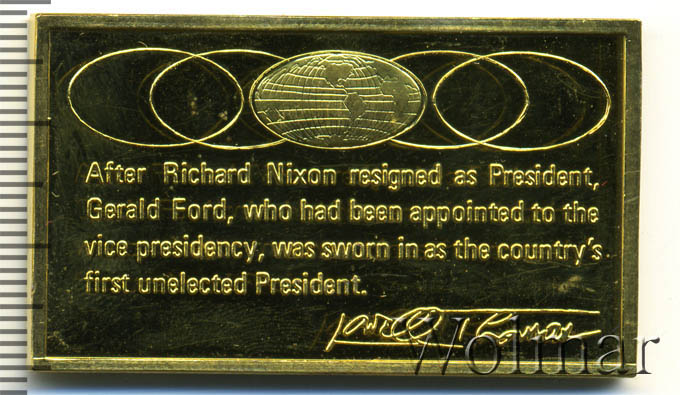 After Richard Nixon resigned as President,
Gerald Ford, who had been appointed to the
vice presidency, was sworn in as the country's
first unelected President.
Wolmar